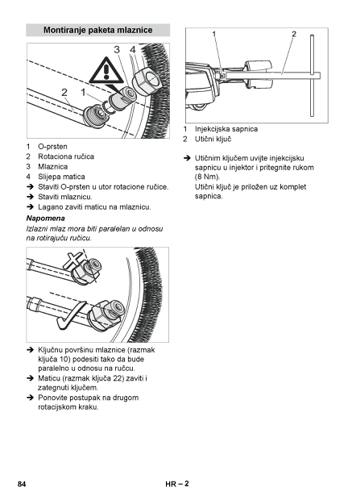 Montiranje paketa mlaznice
3 4
2 1
1 O-prsten
2 Rotaciona ručica
3 Mlaznica
4 Slijepa matica
➔ Staviti O-prsten u utor rotacione ručice.
➔ Staviti mlaznicu.
➔ Lagano zaviti maticu na mlaznicu.
Napomena
Izlazni mlaz mora biti paralelan u odnosu
na rotirajuću ručicu.
➔ Ključnu površinu mlaznice (razmak
ključa 10) podesiti tako da bude
paralelno u odnosu na ručcu.
➔ Maticu (razmak ključa 22) zaviti i
zategnuti ključem.
➔ Ponovite postupak na drugom
rotacijskom kraku.
1 2
1 Injekcijska sapnica
2 Utični ključ
➔ Utičnim ključem uvijte injekcijsku
sapnicu u injektor i pritegnite rukom
(8 Nm).
Utični ključ je priložen uz komplet
sapnica.
84 HR – 2